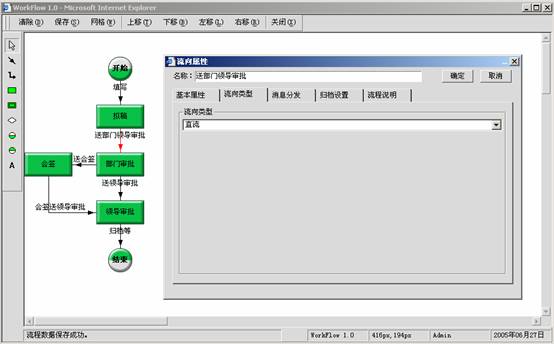 WorkFlow 1.0 - Microsoft Internet Explorer
清除(D) 保存(S) 网格(W) 上移(T) 下移(B) 左移(L) 右移(R) 关闭(X)
开始
填写
拟稿
送部门领导审批
会签 送会签 部门审批
送领导审批
会签送领导审批 领导审批
归档等
结束
流向属性
名称: 送部门领导审批 确定 取消
基本属性 流向类型 消息分发 归档设置 流程说明
流向类型
直流
A
流程数据保存成功。 WorkFlow 1.0 416px,194px Admin 2005年06月27日